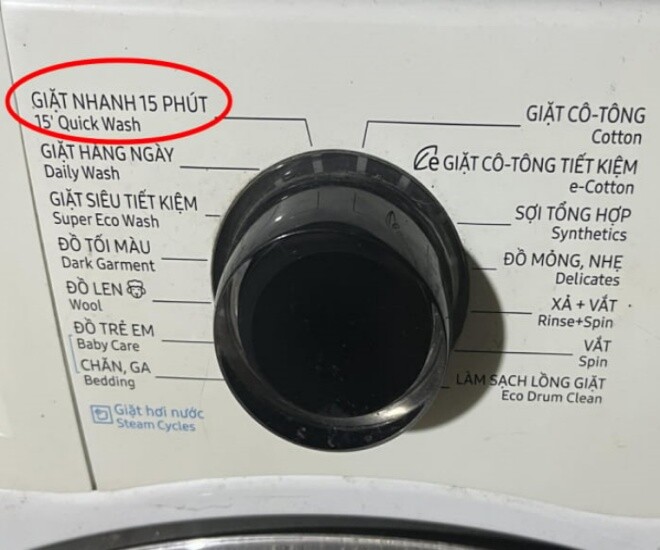 GIẶT NHANH 15 PHÚT
15' Quick Wash
GIẶT HÀNG NGÀY
Daily Wash
GIẶT SIÊU TIẾT KIỆM
Super Eco Wash
ĐỒ TỐI MÀU
Dark Garment
ĐỒ LEN
Wool
ĐỒ TRẺ EM
Baby Care
CHĂN, GA
Bedding
Giặt hơi nước
Steam Cycles
GIẶT CÔ-TÔNG
Cotton
GIẶT CÔ-TÔNG TIẾT KIỆM
e-Cotton
SỢI TỔNG HỢP
Synthetics
ĐỒ MỎNG, NHẸ
Delicates
XẢ + VẮT
Rinse+Spin
VẮT
Spin
LÀM SẠCH LỒNG GIẶT
Eco Drum Clean